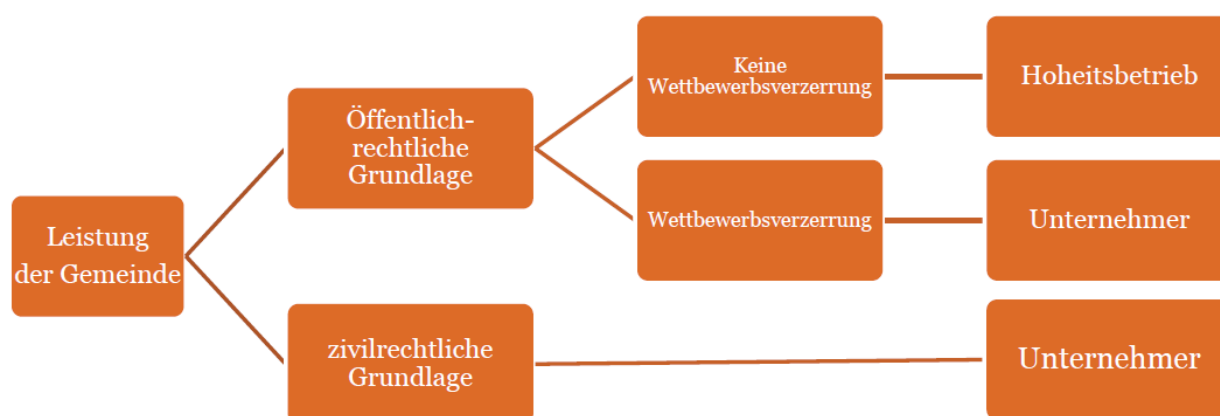 Leistung
der Gemeinde
Öffentlich-
rechtliche
Grundlage
zivilrechtliche
Grundlage
Keine
Wettbewerbsverzerrung
Wettbewerbsverzerrung
Hoheitsbetrieb
Unternehmer
Unternehmer